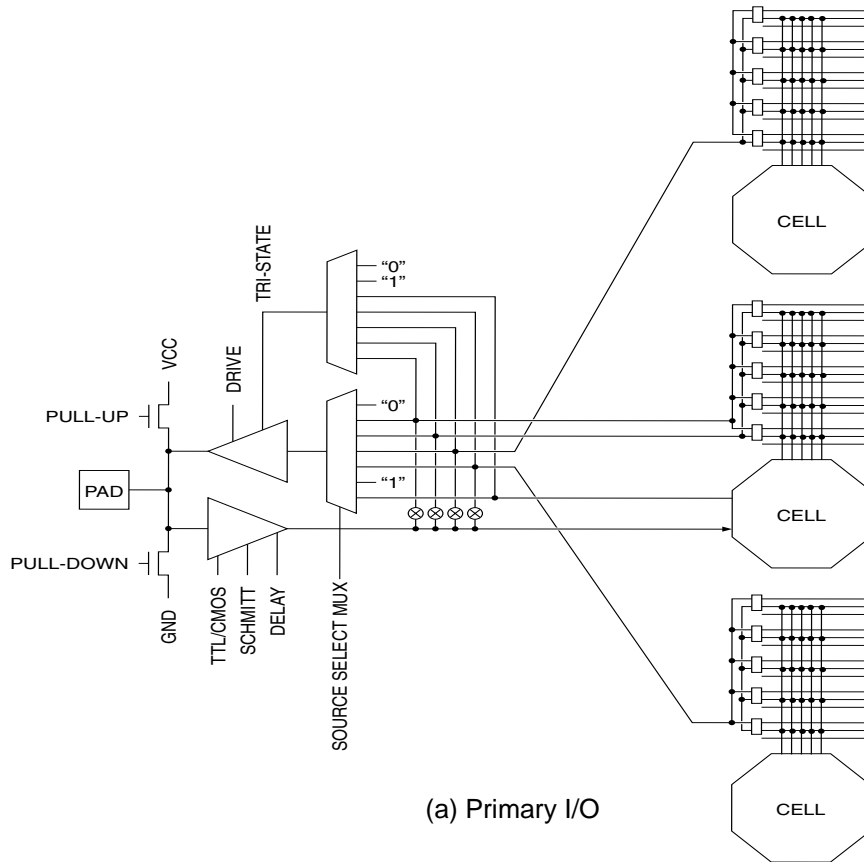 CELL
"0"
"1"
TRI-STATE
VCC
DRIVE
PULL-UP
"0"
PAD
"1"
CELL
PULL-DOWN
GND
TTL/CMOS
SCHMITT
DELAY
SOURCE SELECT MUX
CELL
(a) Primary I/O